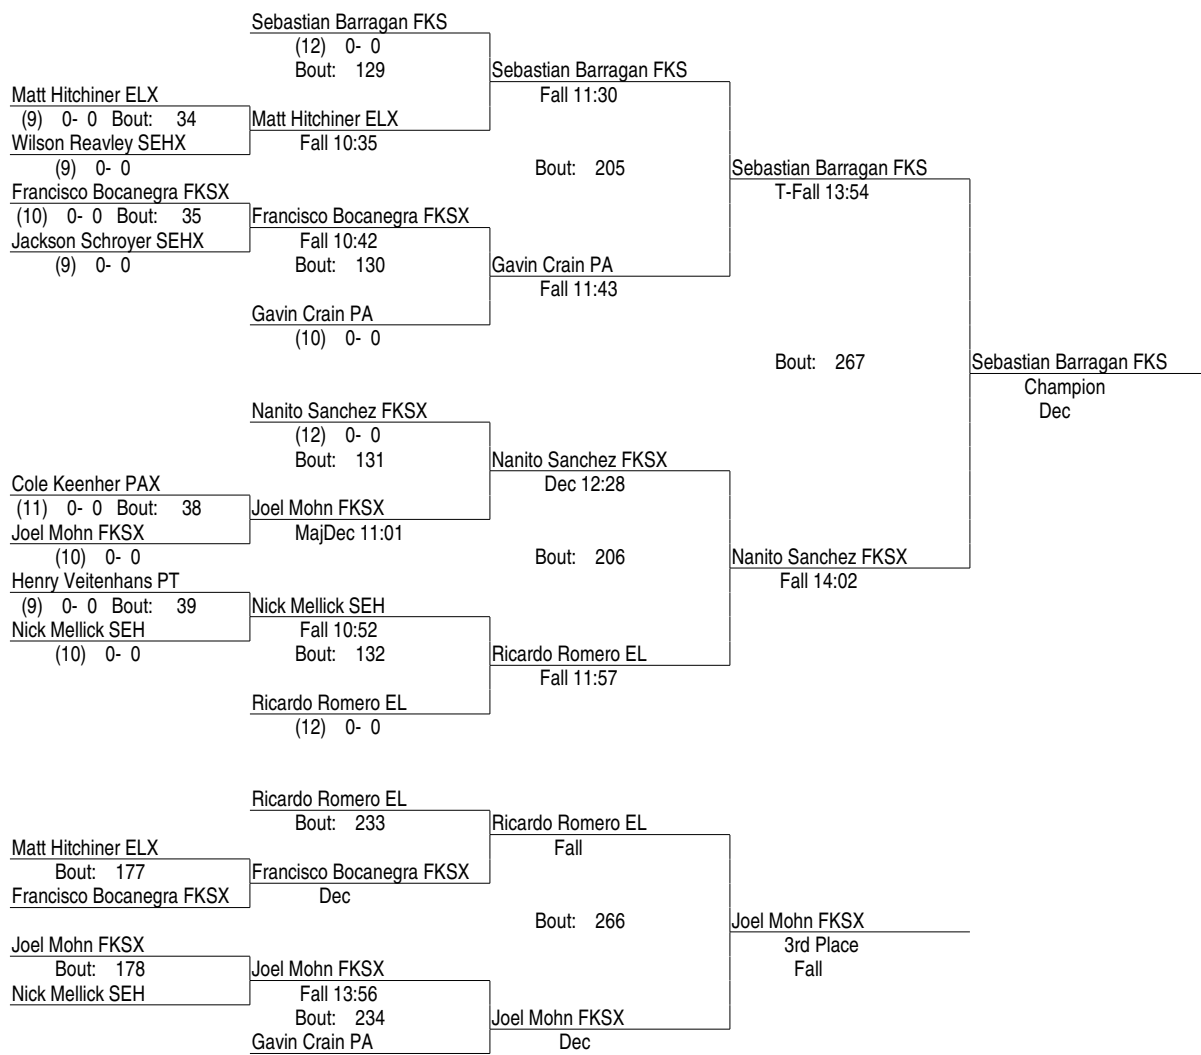 Sebastian Barragan FKS
(12) 0- 0
Bout: 129
Sebastian Barragan FKS
Fall 11:30
Matt Hitchiner ELX
(9) 0- 0 Bout: 34
Matt Hitchiner ELX
Wilson Reavley SEHX
Fall 10:35
(9) 0- 0
Bout: 205
Sebastian Barragan FKS
T-Fall 13:54
Francisco Bocanegra FKSX
(10) 0- 0 Bout: 35
Francisco Bocanegra FKSX
Jackson Schroyer SEHX
Fall 10:42
(9) 0- 0
Bout: 130
Gavin Crain PA
Fall 11:43
Gavin Crain PA
(10) 0- 0
Bout: 267
Sebastian Barragan FKS
Champion
Dec
Nanito Sanchez FKSX
(12) 0- 0
Bout: 131
Nanito Sanchez FKSX
Dec 12:28
Cole Keenher PAX
(11) 0- 0 Bout: 38
Joel Mohn FKSX
Joel Mohn FKSX
MajDec 11:01
(10) 0- 0
Bout: 206
Nanito Sanchez FKSX
Fall 14:02
Henry Veitenhans PT
(9) 0- 0 Bout: 39
Nick Mellick SEH
Nick Mellick SEH
Fall 10:52
(10) 0- 0
Bout: 132
Ricardo Romero EL
Fall 11:57
Ricardo Romero EL
(12) 0- 0
Ricardo Romero EL
Bout: 233
Ricardo Romero EL
Fall
Matt Hitchiner ELX
Bout: 177
Francisco Bocanegra FKSX
Francisco Bocanegra FKSX
Dec
Bout: 266
Joel Mohn FKSX
3rd Place
Fall
Joel Mohn FKSX
Bout: 178
Joel Mohn FKSX
Nick Mellick SEH
Fall 13:56
Bout: 234
Joel Mohn FKSX
Dec
Gavin Crain PA